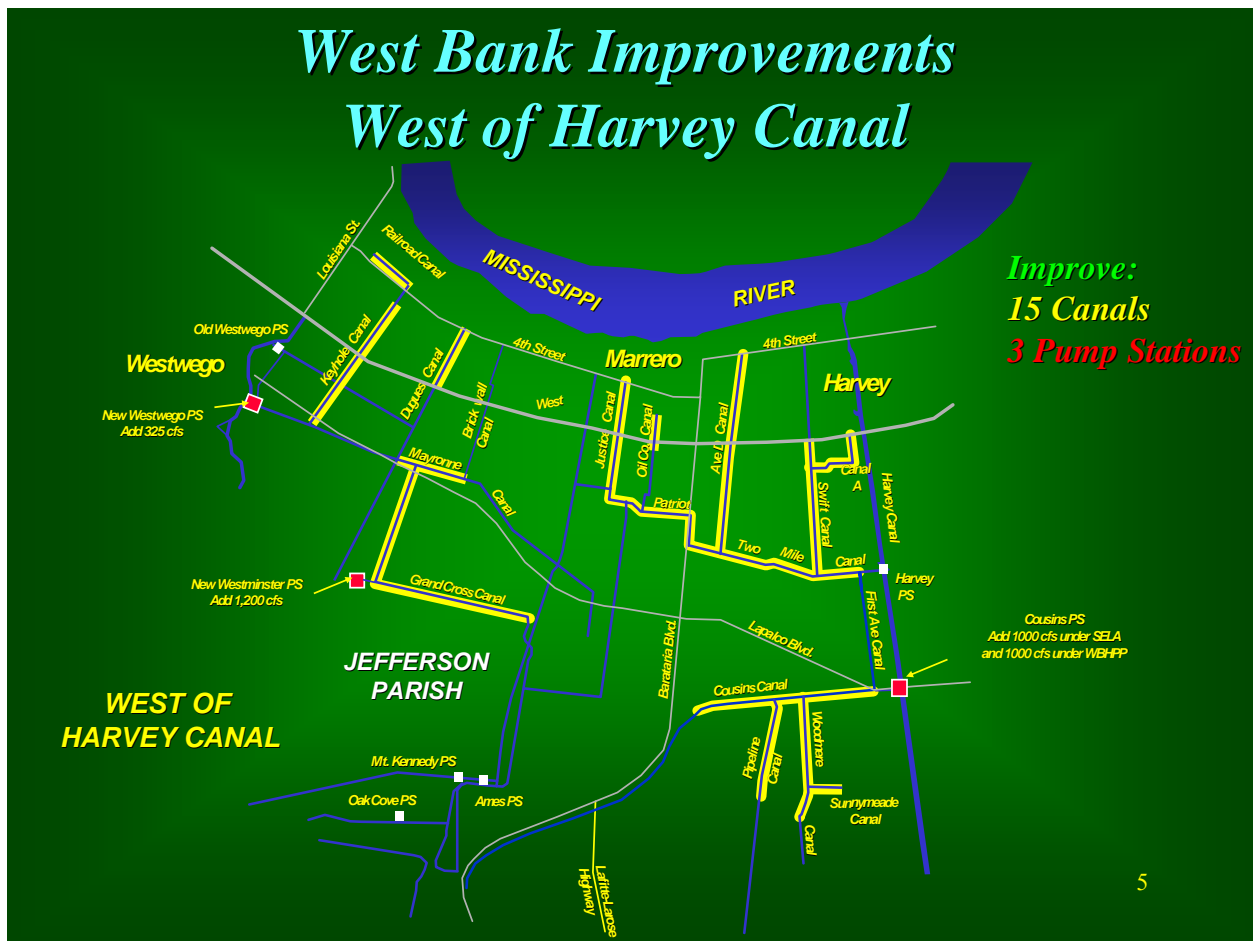 West Bank Improvements
West of Harvey Canal
Improve:
15 Canals
3 Pump Stations
MISSISSIPPI
RIVER
Louisiana St.
Railroad Canal
Old Westwego PS
Westwego
Keyhole Canal
Dugues Canal
4th Street
Marrero
4th Street
Harvey
New Westwego PS
Add 325 cfs
Brick wall
Canal
West
Justice Canal
Oil Co. Canal
Ave D Canal
Mayronne
Canal
Patriot
Canal
A
Swift Canal
Harvey Canal
Two Mile Canal
Harvey
PS
New Westminster PS
Add 1,200 cfs
Grand Cross Canal
First Ave Canal
Cousins PS
Add 1000 cfs under SELA
and 1000 cfs under WBHPP
Barataria Blvd.
Lapalco Blvd.
JEFFERSON
PARISH
Cousins Canal
WEST OF
HARVEY CANAL
Pipeline
Canal
Woodmere
Canal
Mt. Kennedy PS
Oak Cove PS
Ames PS
Sunnymeade
Canal
Lafitte-Larose
Highway
5